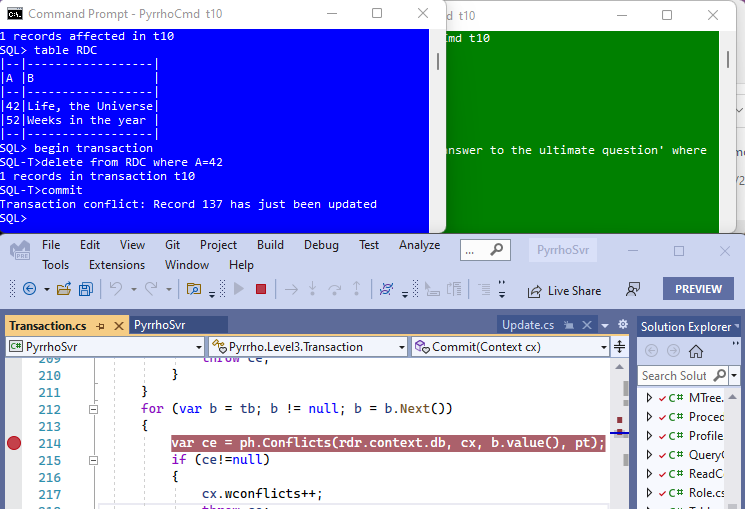 Command Prompt - PyrrhoCmd t10
md t10
1 records affected in t10
SQL> table RDC
|--|------------------|
|A |B                 |
|--|------------------|
|42|Life, the Universe|
|52|Weeks in the year |
|--|------------------|
SQL> begin transaction
SQL-T>delete from RDC where A=42
1 records in transaction t10
SQL-T>commit
Transaction conflict: Record 137 has just been updated
SQL>
md t10
nswer to the ultimate question' where
File Edit View Git Project Build Debug Test Analyze
... PyrrhoSvr
Tools Extensions Window Help
Live Share
PREVIEW
Transaction.cs PyrrhoSvr Update.cs
Solution Explorer
PyrrhoSvr Pyrrho.Level3.Transaction Commit(Context cx)
209 throw ce;
210 }
211 }
212 for (var b = tb; b != null; b = b.Next())
213 {
214 var ce = ph.Conflicts(rdr.context.db, cx, b.value(), pt);
215 if (ce!=null)
216 {
217 cx.wconflicts++;
218
Search Solut
C# MTree.
C# Proced
C# Profile
C# QueryC
C# ReadC
C# Role.cs